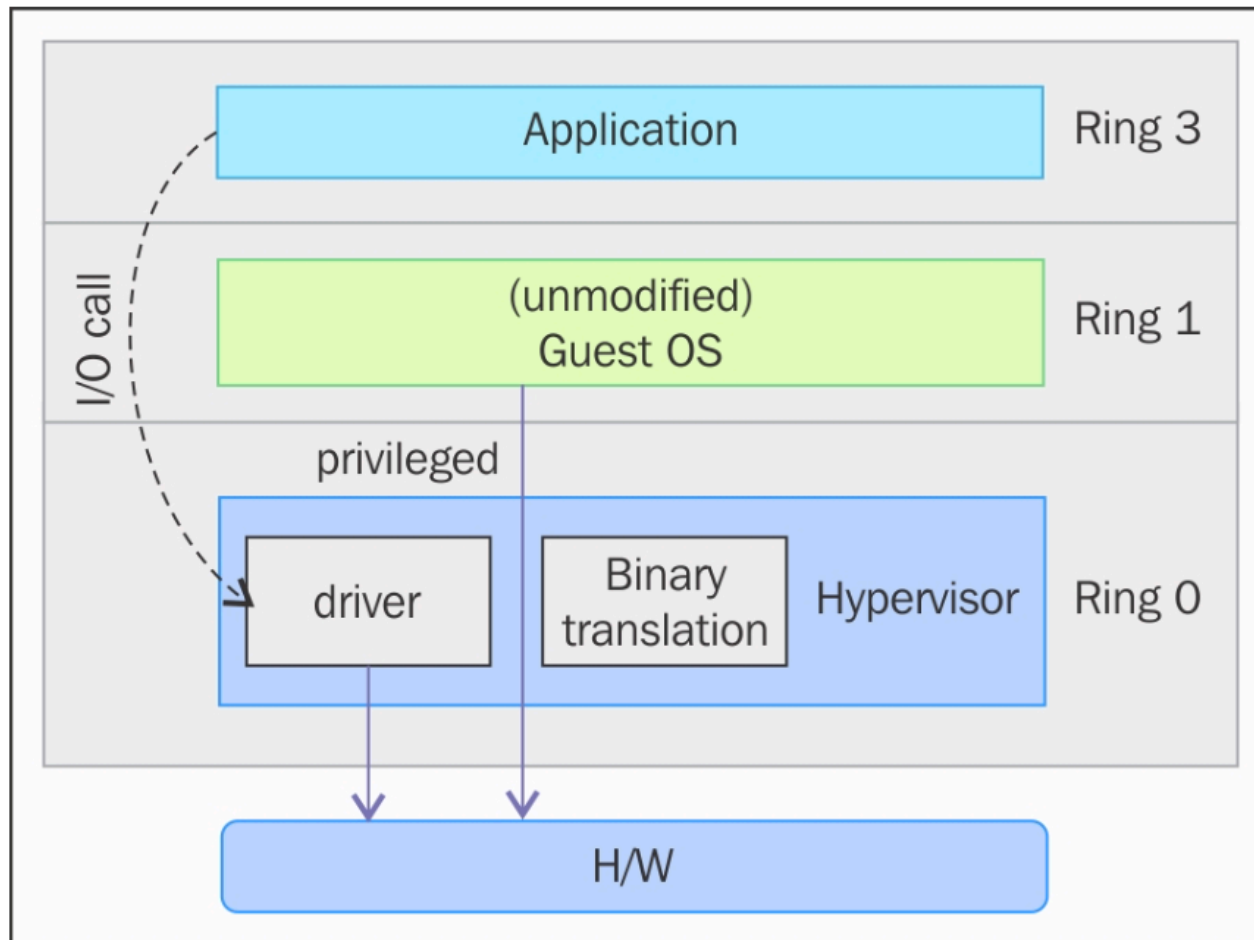 Application
Ring 3
I/O call
(unmodified)
Guest OS
Ring 1
privileged
driver
Binary
translation
Hypervisor
Ring 0
H/W